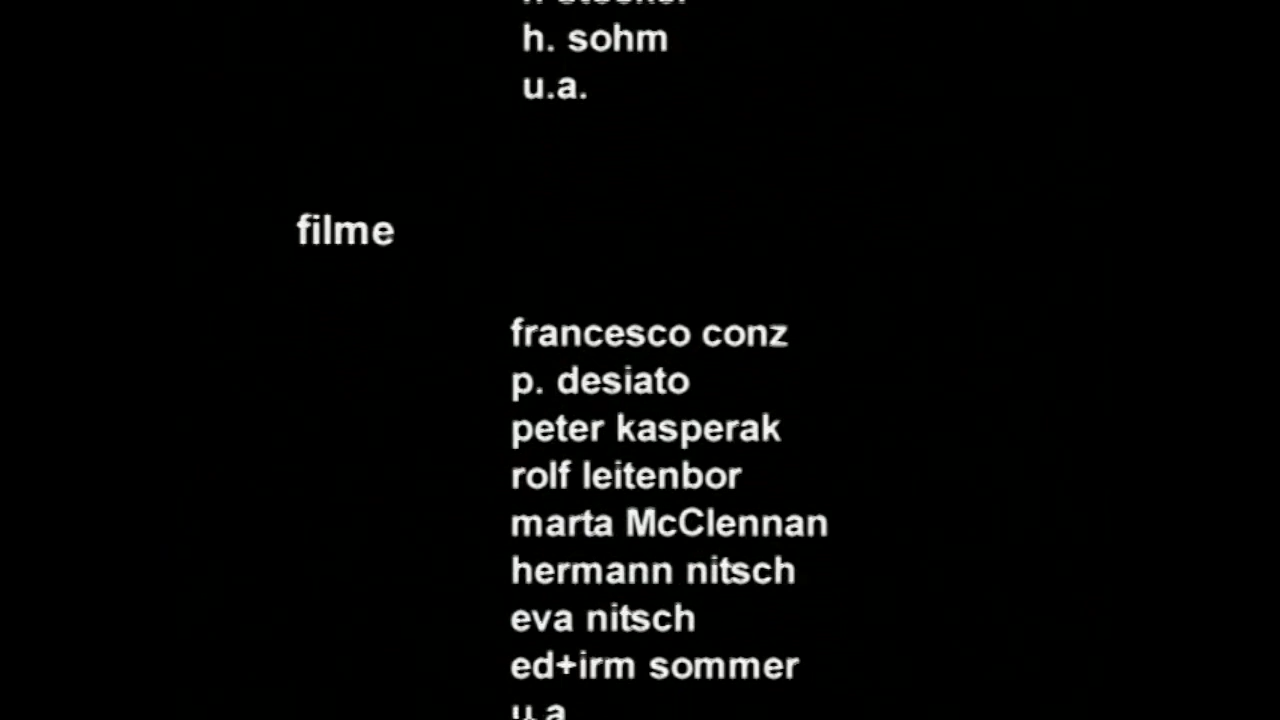 h. sohm
u.a.
filme
francesco conz
p. desiato
peter kasperak
rolf leitenbor
marta McClennan
hermann nitsch
eva nitsch
ed+irm sommer
u.a.